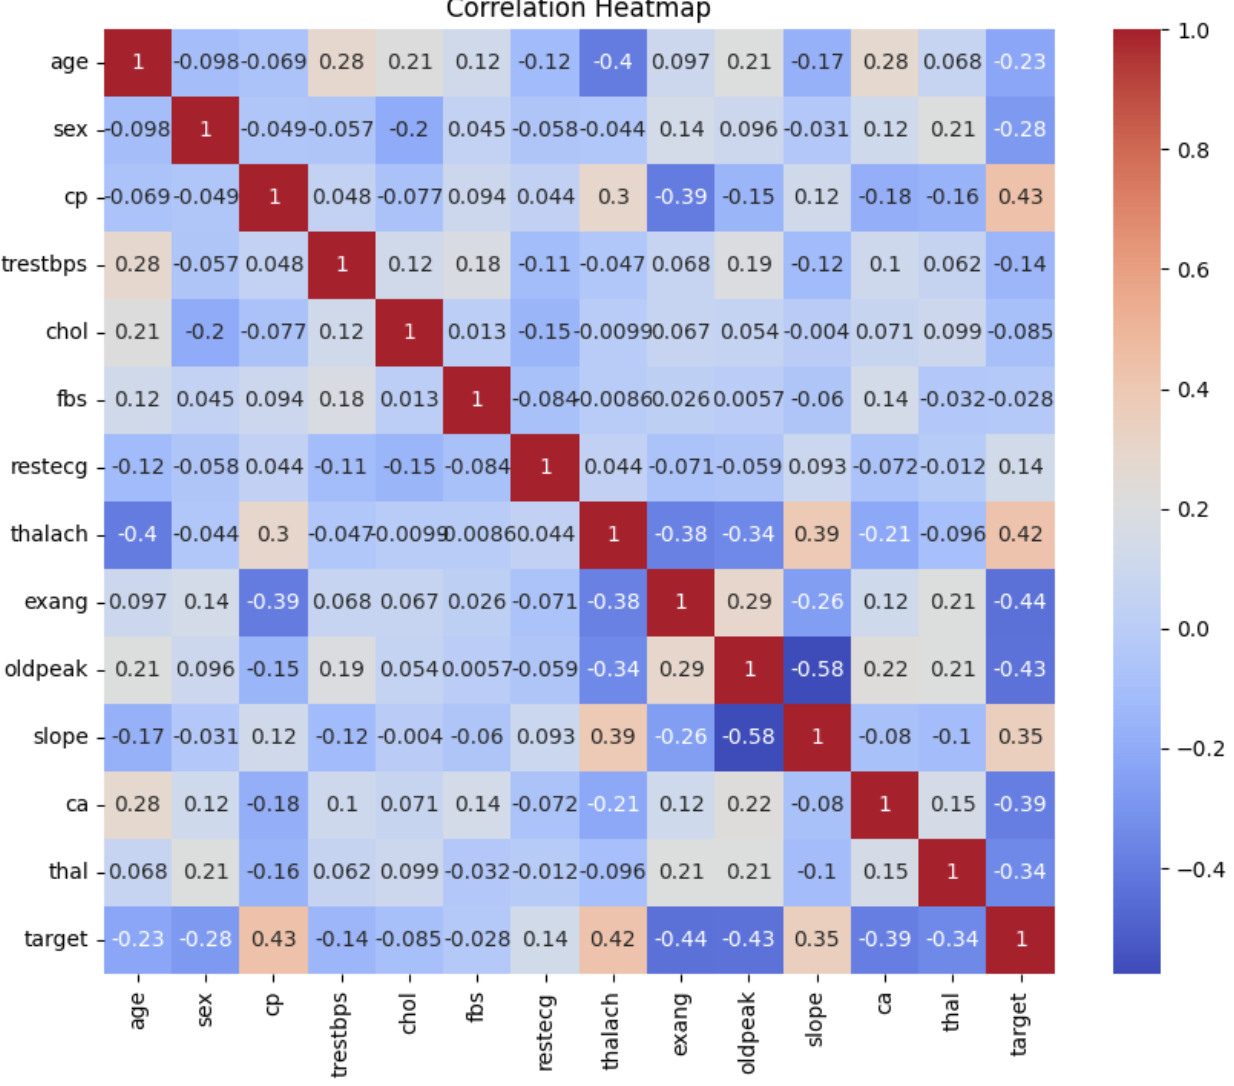 Correlation Heatmap
age 1 -0.098 -0.069 0.28 0.21 0.12 -0.12 -0.4 0.097 0.21 -0.17 0.28 0.068 -0.23
sex -0.098 1 -0.049 -0.057 -0.2 0.045 -0.058 -0.044 0.14 0.096 -0.031 0.12 0.21 -0.28
cp -0.069 -0.049 1 0.048 -0.077 0.094 0.044 0.3 -0.39 -0.15 0.12 -0.18 -0.16 0.43
trestbps 0.28 -0.057 0.048 1 0.12 0.18 -0.11 -0.047 0.068 0.19 -0.12 0.1 0.062 -0.14
chol 0.21 -0.2 -0.077 0.12 1 0.013 -0.15 -0.0099 0.067 0.054 -0.004 0.071 0.099 -0.085
fbs 0.12 0.045 0.094 0.18 0.013 1 -0.084 -0.0086 0.026 0.0057 -0.06 0.14 -0.032 -0.028
restecg -0.12 -0.058 0.044 -0.11 -0.15 -0.084 1 0.044 -0.071 -0.059 0.093 -0.072 -0.012 0.14
thalach -0.4 -0.044 0.3 -0.047 -0.0099 -0.0086 0.044 1 -0.38 -0.34 0.39 -0.21 -0.096 0.42
exang 0.097 0.14 -0.39 0.068 0.067 0.026 -0.071 -0.38 1 0.29 -0.26 0.12 0.21 -0.44
oldpeak 0.21 0.096 -0.15 0.19 0.054 0.0057 -0.059 -0.34 0.29 1 -0.58 0.22 0.21 -0.43
slope -0.17 -0.031 0.12 -0.12 -0.004 -0.06 0.093 0.39 -0.26 -0.58 1 -0.08 -0.1 0.35
ca 0.28 0.12 -0.18 0.1 0.071 0.14 -0.072 -0.21 0.12 0.22 -0.08 1 0.15 -0.39
thal 0.068 0.21 -0.16 0.062 0.099 -0.032 -0.012 -0.096 0.21 0.21 -0.1 0.15 1 -0.34
target -0.23 -0.28 0.43 -0.14 -0.085 -0.028 0.14 0.42 -0.44 -0.43 0.35 -0.39 -0.34 1
age sex cp trestbps chol fbs restecg thalach exang oldpeak slope ca thal target
1.0
0.8
0.6
0.4
0.2
0.0
−0.2
−0.4